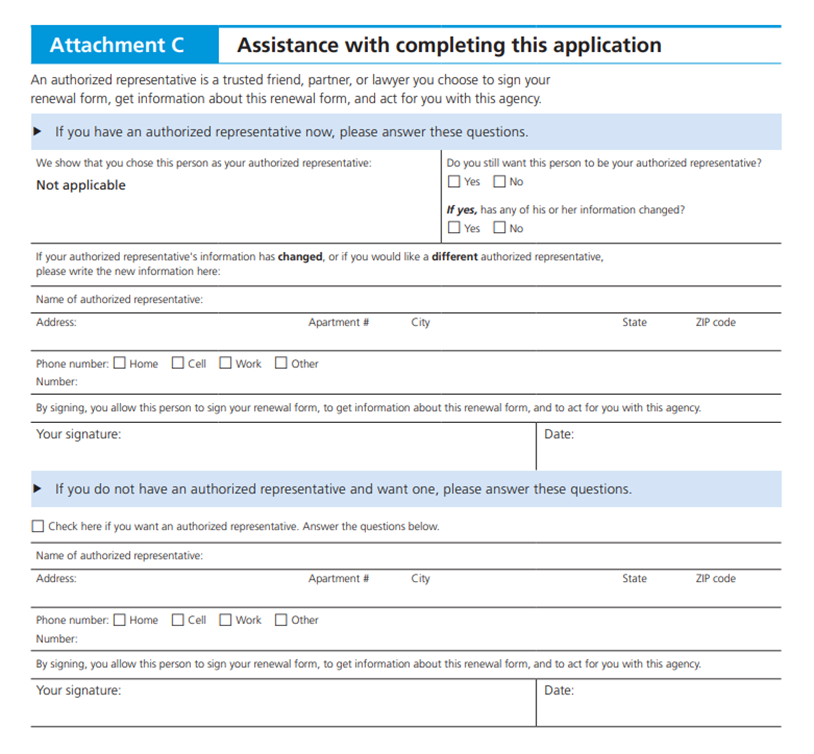 Attachment C
Assistance with completing this application
An authorized representative is a trusted friend, partner, or lawyer you choose to sign your
renewal form, get information about this renewal form, and act for you with this agency.
If you have an authorized representative now, please answer these questions.
We show that you chose this person as your authorized representative:
Not applicable
Do you still want this person to be your authorized representative?
Yes No
If yes, has any of his or her information changed?
Yes No
If your authorized representative's information has changed, or if you would like a different authorized representative,
please write the new information here:
Name of authorized representative:
Address: Apartment # City State ZIP code
Phone number: Home Cell Work Other
Number:
By signing, you allow this person to sign your renewal form, to get information about this renewal form, and to act for you with this agency.
Your signature: Date:
If you do not have an authorized representative and want one, please answer these questions.
Check here if you want an authorized representative. Answer the questions below.
Name of authorized representative:
Address: Apartment # City State ZIP code
Phone number: Home Cell Work Other
Number:
By signing, you allow this person to sign your renewal form, to get information about this renewal form, and to act for you with this agency.
Your signature: Date: